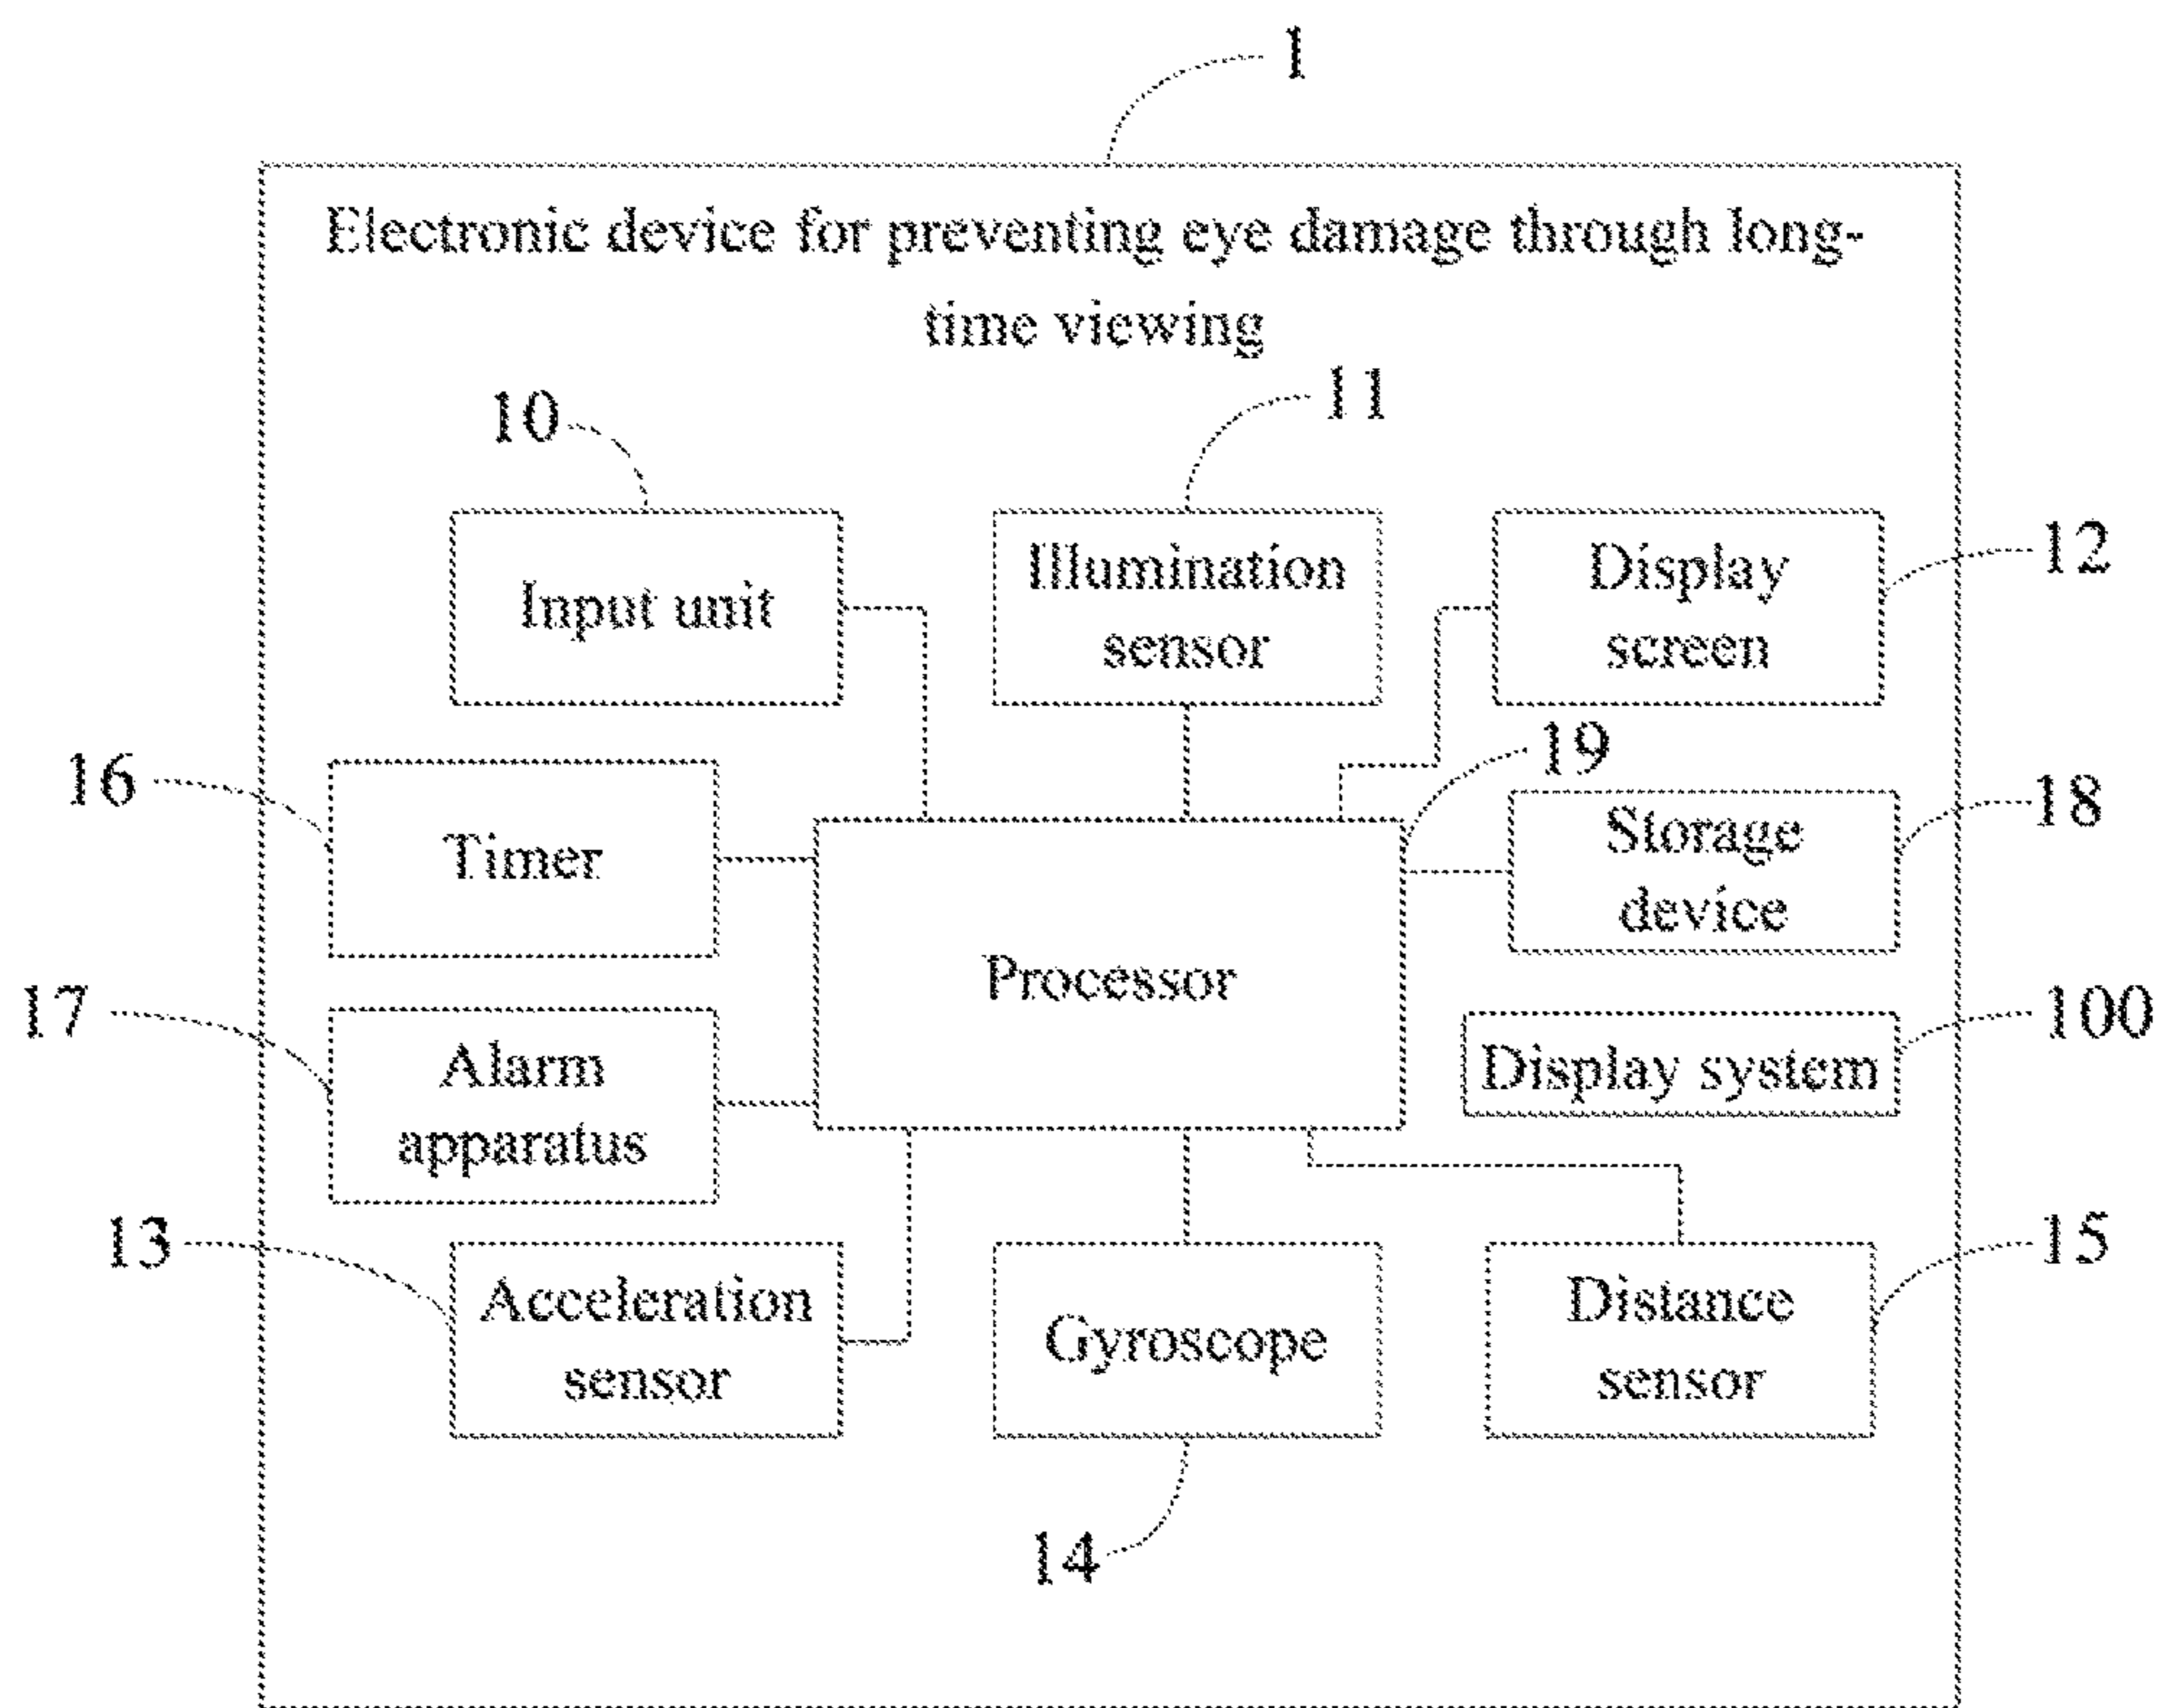 1
Electronic device for preventing eye damage through long-
time viewing
10
11
12
Input unit
Illumination
sensor
Display
screen
16
19
18
Timer
Storage
device
Processor
17
100
Alarm
apparatus
Display system
13
15
Acceleration
sensor
Gyroscope
Distance
sensor
14